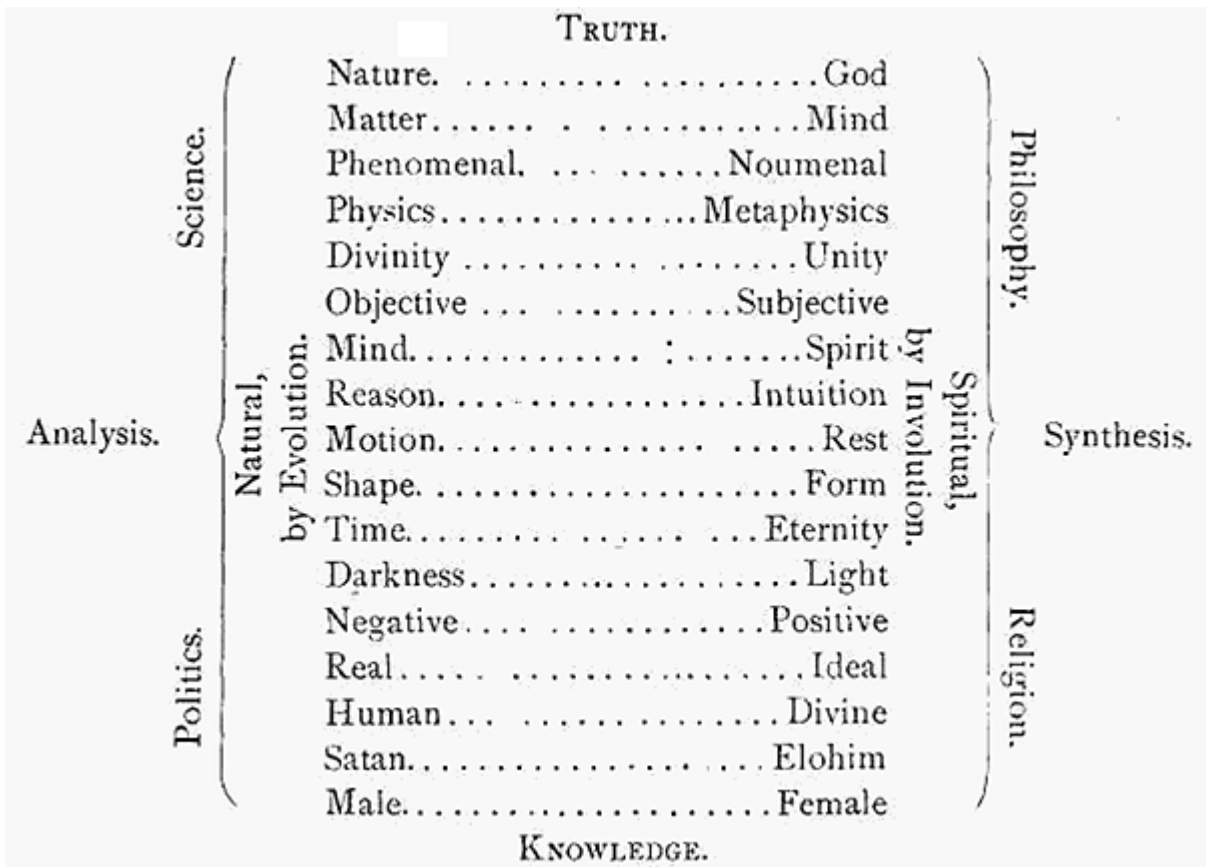 TRUTH.
Nature. ........ ..........God
Matter...... . ............Mind
Phenomenal. ... .......Noumenal
Physics...............Metaphysics
Divinity ........... ........Unity
Objective ... ..........Subjective
Mind............. : .......Spirit
Reason.... ...............Intuition
Motion................ .. Rest
Shape.......................Form
Time............. .. ...Eternity
Darkness....................Light
Negative.... ..............Positive
Real..... ..................Ideal
Human... ................Divine
Satan......................Elohim
Male......................Female
KNOWLEDGE.
Analysis.
Science.
Politics.
Natural,
by Evolution.
by Involution.
Spiritual,
Philosophy.
Religion.
Synthesis.